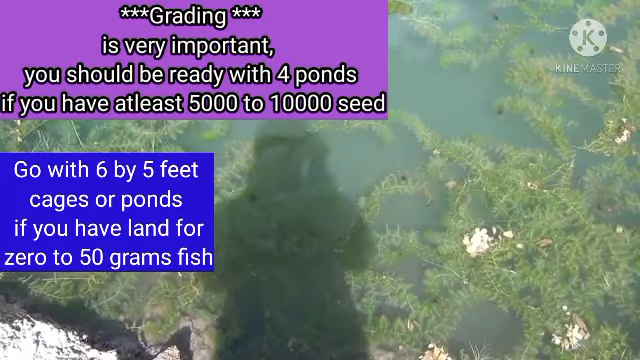 ***Grading ***
is very important,
you should be ready with 4 ponds
if you have atleast 5000 to 10000 seed
KINEMASTER
Go with 6 by 5 feet
cages or ponds
if you have land for
zero to 50 grams fish